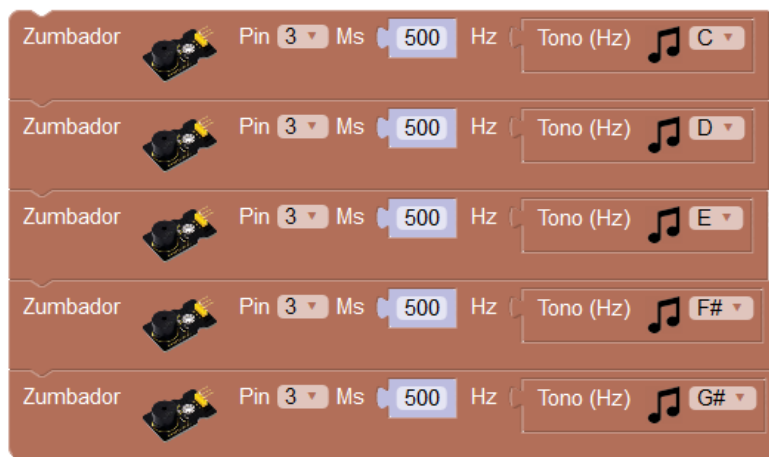 Zumbador Pin 3 Ms 500 Hz Tono (Hz) C
Zumbador Pin 3 Ms 500 Hz Tono (Hz) D
Zumbador Pin 3 Ms 500 Hz Tono (Hz) E
Zumbador Pin 3 Ms 500 Hz Tono (Hz) F#
Zumbador Pin 3 Ms 500 Hz Tono (Hz) G#